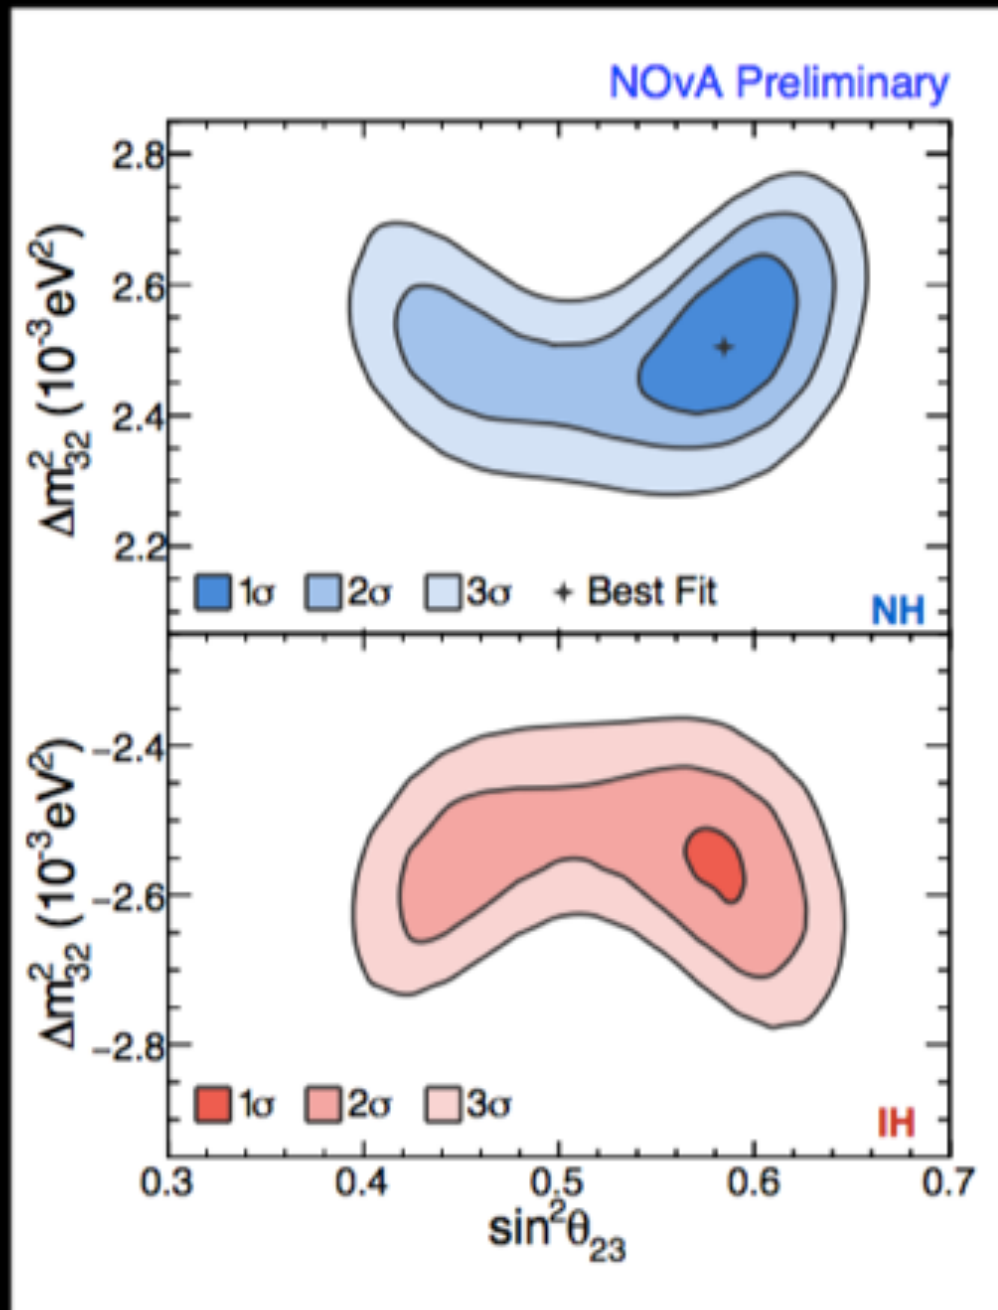 NOvA Preliminary
2.8
2.6
2.4
2.2
Δm²₃₂ (10⁻³eV²)
1σ 2σ 3σ Best Fit
NH
−2.4
−2.6
−2.8
Δm²₃₂ (10⁻³eV²)
1σ 2σ 3σ
IH
0.3 0.4 0.5 0.6 0.7
sin²θ₂₃